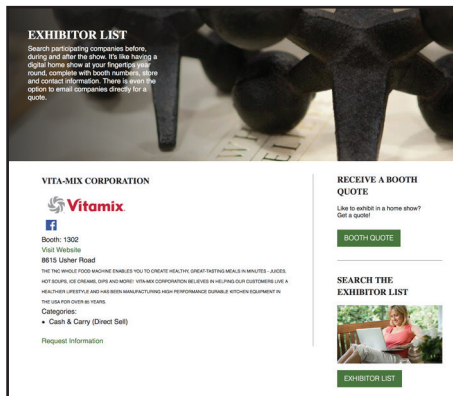 EXHIBITOR LIST
Search participating companies before,
during and after the show. It's like having a
digital home show at your fingertips year
round, complete with booth numbers, store
and contact information. There is even the
option to email companies directly for a
quote.
VITA-MIX CORPORATION
Vitamix
Booth: 1302
Visit Website
8615 Usher Road
THE TNC WHOLE FOOD MACHINE ENABLES YOU TO CREATE HEALTHY, GREAT-TASTING MEALS IN MINUTES - JUICES,
HOT SOUPS, ICE CREAMS, DIPS AND MORE! VITA-MIX CORPORATION BELIEVES IN HELPING OUR CUSTOMERS LIVE A
HEALTHIER LIFESTYLE AND HAS BEEN MANUFACTURING HIGH PERFORMANCE DURABLE KITCHEN EQUIPMENT IN
THE USA FOR OVER 80 YEARS.
Categories:
• Cash & Carry (Direct Sell)
Request Information
RECEIVE A BOOTH
QUOTE
Like to exhibit in a home show?
Get a quote!
BOOTH QUOTE
SEARCH THE
EXHIBITOR LIST
EXHIBITOR LIST